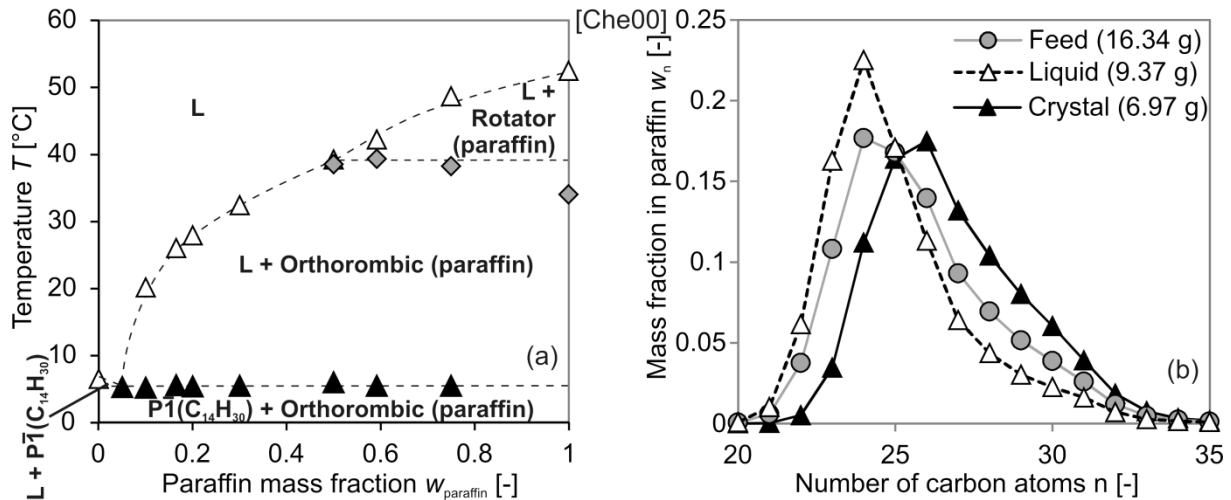 [Che00]
Temperature T [°C]
60
50
40
30
20
10
0
L
L +
Rotator
(paraffin)
L + Orthorombic (paraffin)
(a)
P1̄(C₁₄H₃₀) + Orthorombic (paraffin)
L + P1̄(C₁₄H₃₀)
0 0.2 0.4 0.6 0.8 1
Paraffin mass fraction wparaffin [-]
Mass fraction in paraffin wn [-]
0.25
0.2
0.15
0.1
0.05
0
Feed (16.34 g)
Liquid (9.37 g)
Crystal (6.97 g)
(b)
20 25 30 35
Number of carbon atoms n [-]